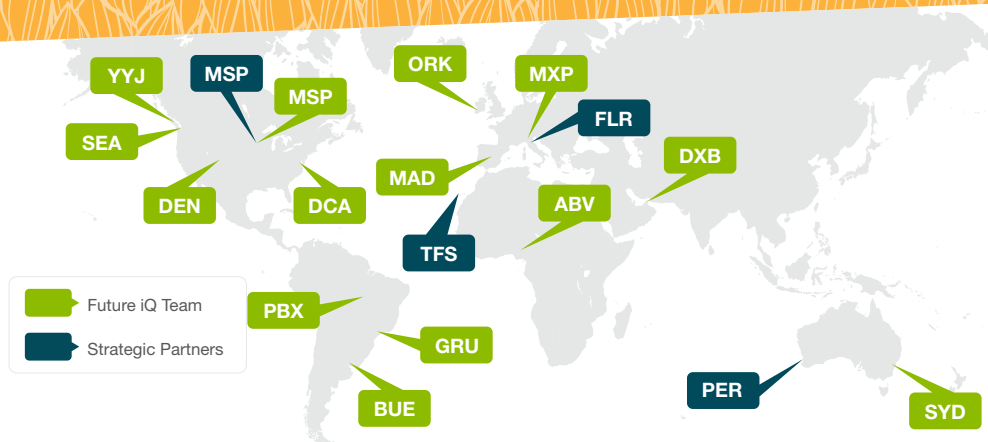 YYJ
MSP
MSP
ORK
MXP
FLR
SEA
DXB
MAD
DEN
DCA
ABV
TFS
Future iQ Team
PBX
Strategic Partners
GRU
PER
BUE
SYD